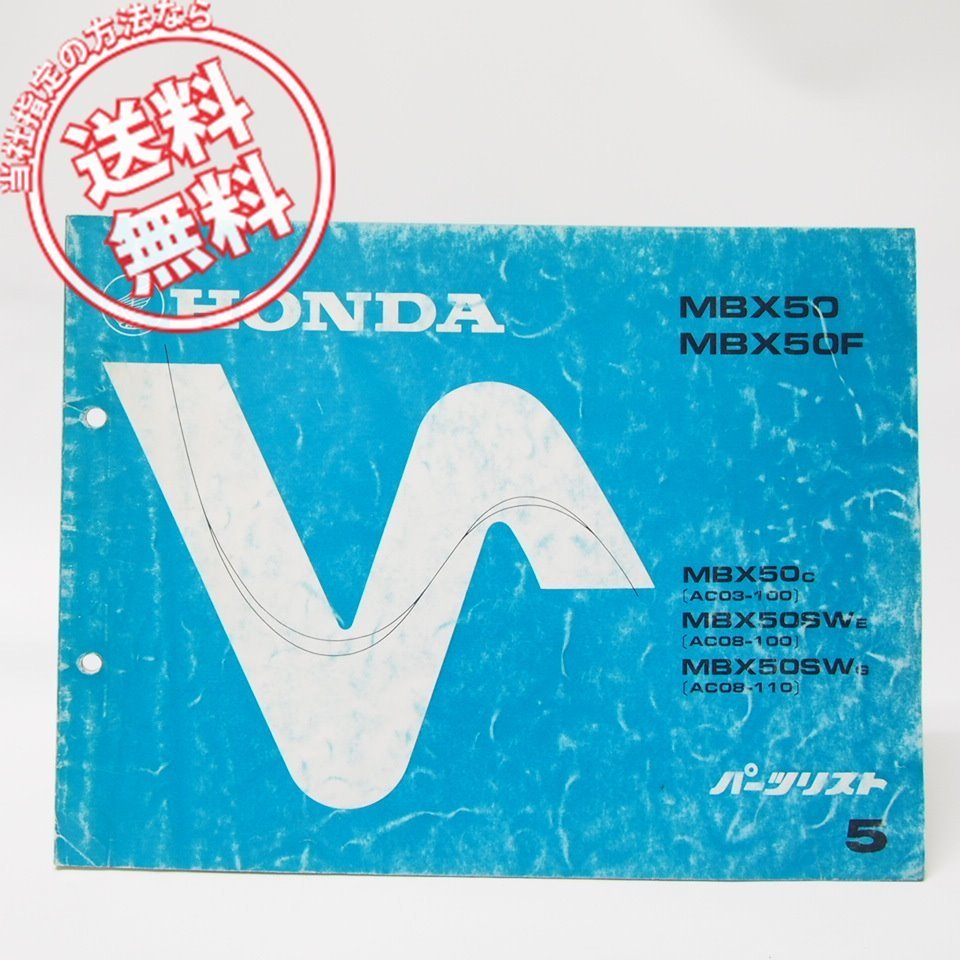 当社指定の方法なら
送料
無料
HONDA
MBX50
MBX50F
MBX50C
[AC03-100]
MBX50SWE
[AC08-100]
MBX50SWG
[AC08-110]
パーツリスト
5